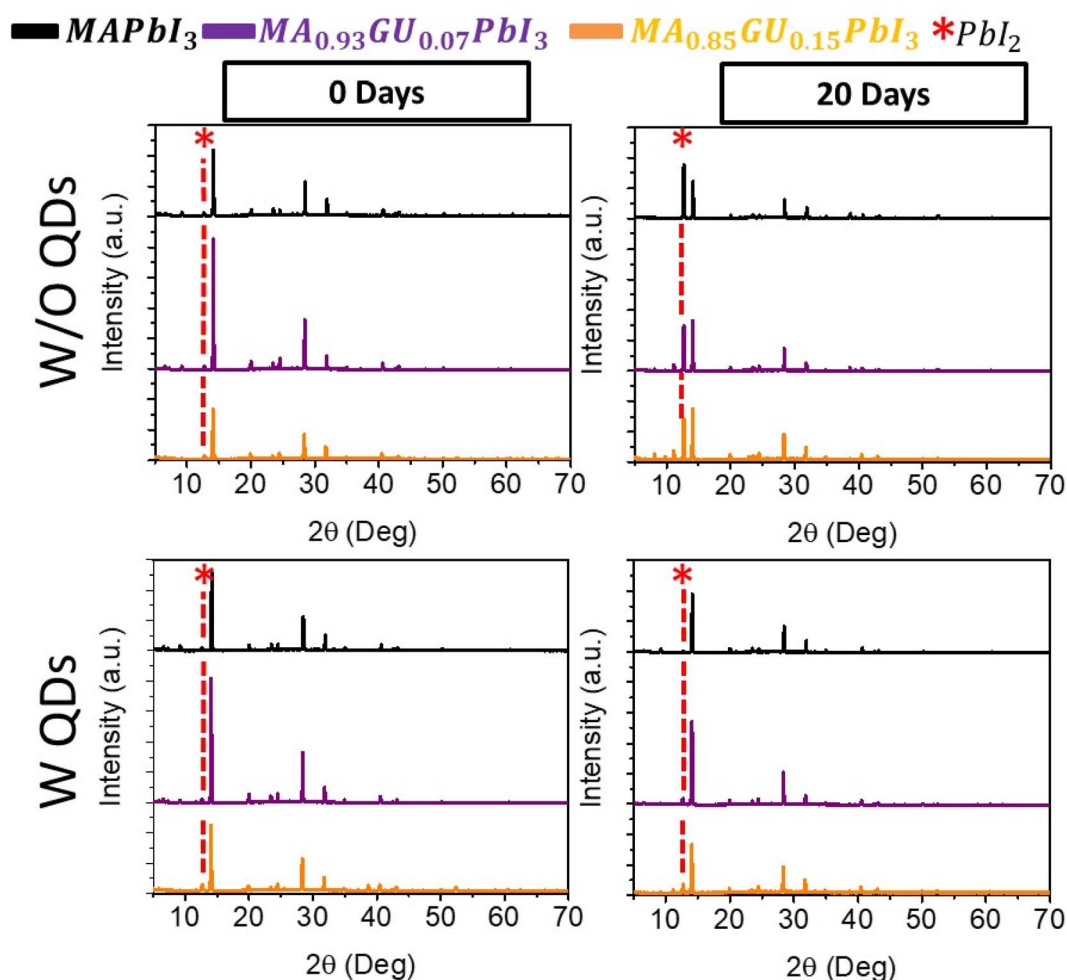 MAPbI₃ MA₀.₉₃GU₀.₀₇PbI₃ MA₀.₈₅GU₀.₁₅PbI₃ *PbI₂
0 Days 20 Days
W/O QDs
* *
Intensity (a.u.) Intensity (a.u.)
10 20 30 40 50 60 70 10 20 30 40 50 60 70
2θ (Deg) 2θ (Deg)
W QDs
* *
Intensity (a.u.) Intensity (a.u.)
10 20 30 40 50 60 70 10 20 30 40 50 60 70
2θ (Deg) 2θ (Deg)